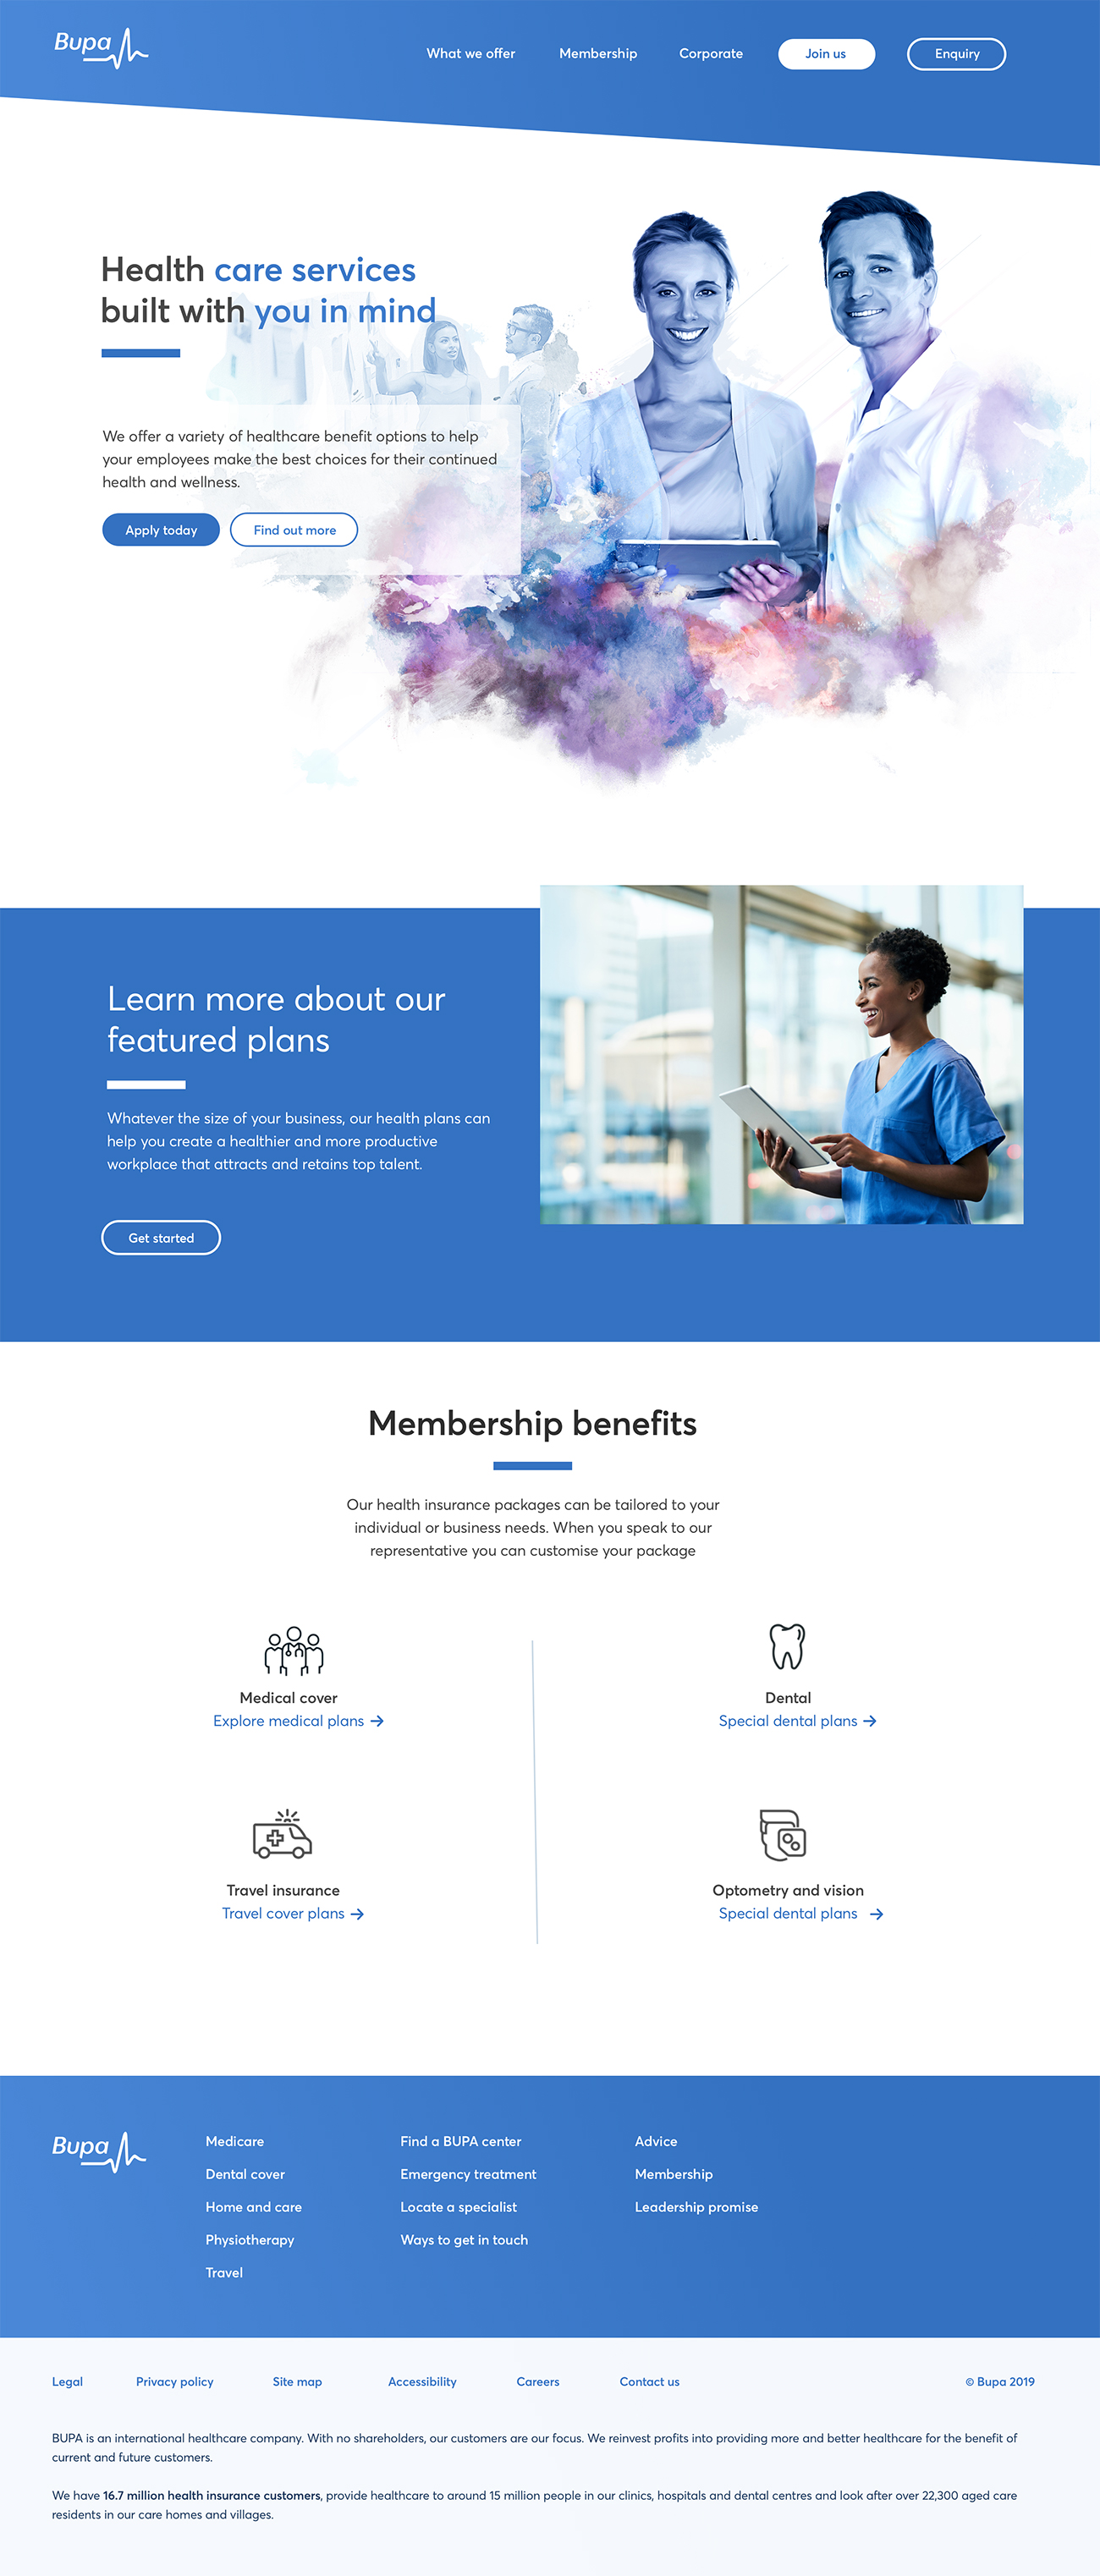 Bupa
What we offer
Membership
Corporate
Join us
Enquiry
Health care services
built with you in mind
We offer a variety of healthcare benefit options to help
your employees make the best choices for their continued
health and wellness.
Apply today
Find out more
Learn more about our
featured plans
Whatever the size of your business, our health plans can
help you create a healthier and more productive
workplace that attracts and retains top talent.
Get started
Membership benefits
Our health insurance packages can be tailored to your
individual or business needs. When you speak to our
representative you can customise your package
Medical cover
Explore medical plans →
Dental
Special dental plans →
Travel insurance
Travel cover plans →
Optometry and vision
Special dental plans →
Bupa
Medicare
Dental cover
Home and care
Physiotherapy
Travel
Find a BUPA center
Emergency treatment
Locate a specialist
Ways to get in touch
Advice
Membership
Leadership promise
Legal
Privacy policy
Site map
Accessibility
Careers
Contact us
© Bupa 2019
BUPA is an international healthcare company. With no shareholders, our customers are our focus. We reinvest profits into providing more and better healthcare for the benefit of
current and future customers.
We have 16.7 million health insurance customers, provide healthcare to around 15 million people in our clinics, hospitals and dental centres and look after over 22,300 aged care
residents in our care homes and villages.